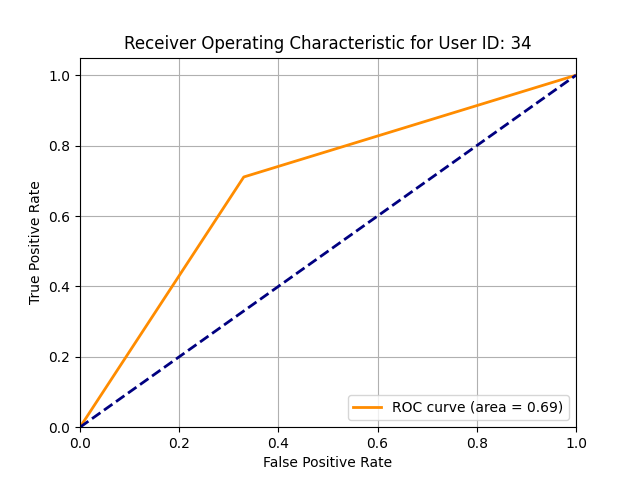 Receiver Operating Characteristic for User ID: 34
1.0
0.8
0.6
0.4
0.2
0.0
True Positive Rate
ROC curve (area = 0.69)
0.0 0.2 0.4 0.6 0.8 1.0
False Positive Rate